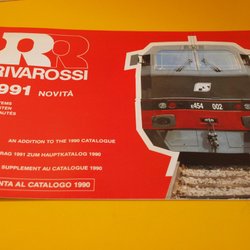 RR
RIVAROSSI
1991 NOVITÀ
AN ADDITION TO THE 1990 CATALOGUE
1991 ZUM HAUPTKATALOG 1990
SUPPLEMENT AU CATALOGUE 1990
AL CATALOGO 1990
FS
E454 002